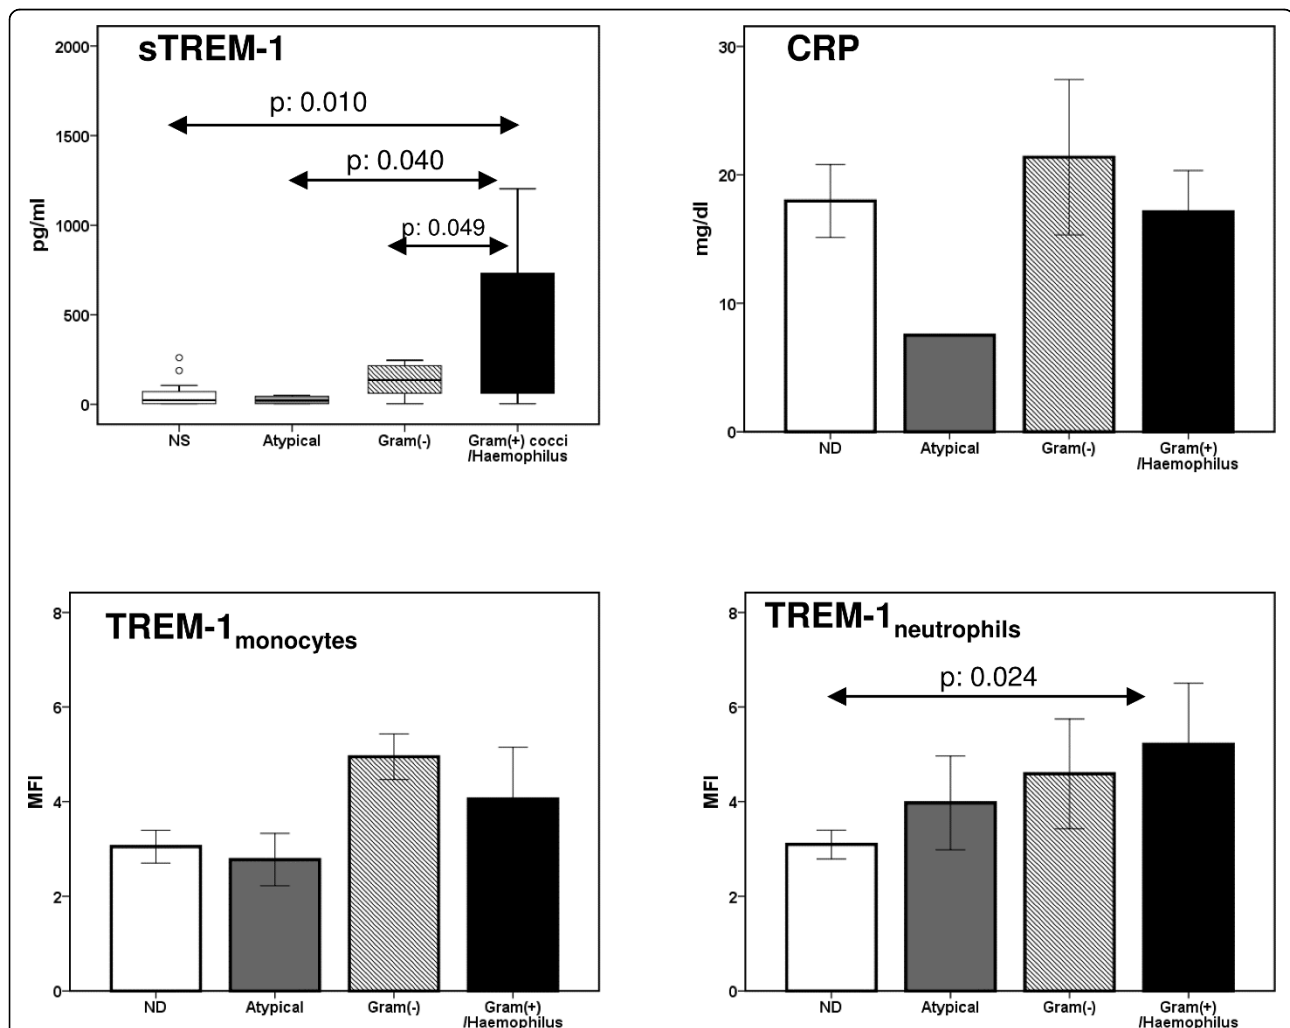 sTREM-1
2000
1500
1000
500
0
pg/ml
p: 0.010
p: 0.040
p: 0.049
NS
Atypical
Gram(-)
Gram(+) cocci
/Haemophilus
CRP
30
20
10
0
mg/dl
ND
Atypical
Gram(-)
Gram(+)
/Haemophilus
TREM-1monocytes
8
6
4
2
0
MFI
ND
Atypical
Gram(-)
Gram(+)
/Haemophilus
TREM-1neutrophils
8
6
4
2
0
MFI
p: 0.024
ND
Atypical
Gram(-)
Gram(+)
/Haemophilus